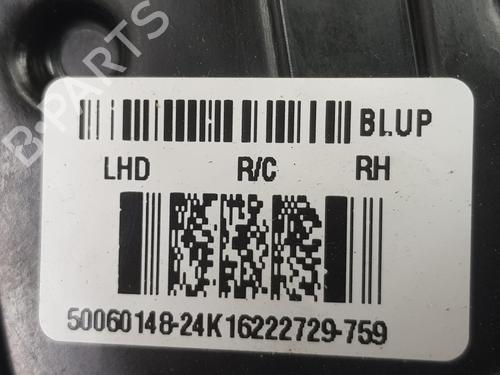 BLUP
LHD R/C RH
50060148-24K16222729-759
B-PARTS